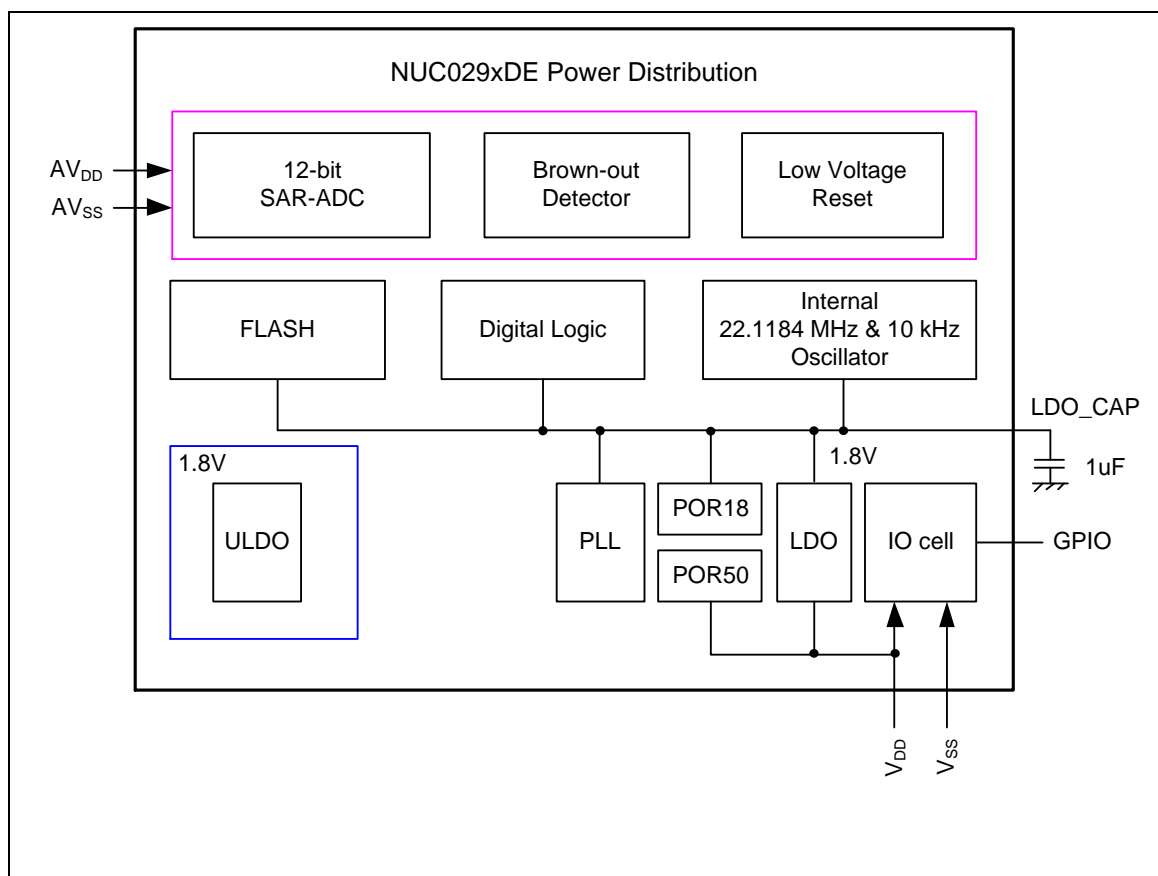 NUC029xDE Power Distribution
AVDD
AVSS
12-bit
SAR-ADC
Brown-out
Detector
Low Voltage
Reset
FLASH
Digital Logic
Internal
22.1184 MHz & 10 kHz
Oscillator
LDO_CAP
1uF
1.8V
ULDO
PLL
POR18
POR50
1.8V
LDO
IO cell
GPIO
VDD
VSS